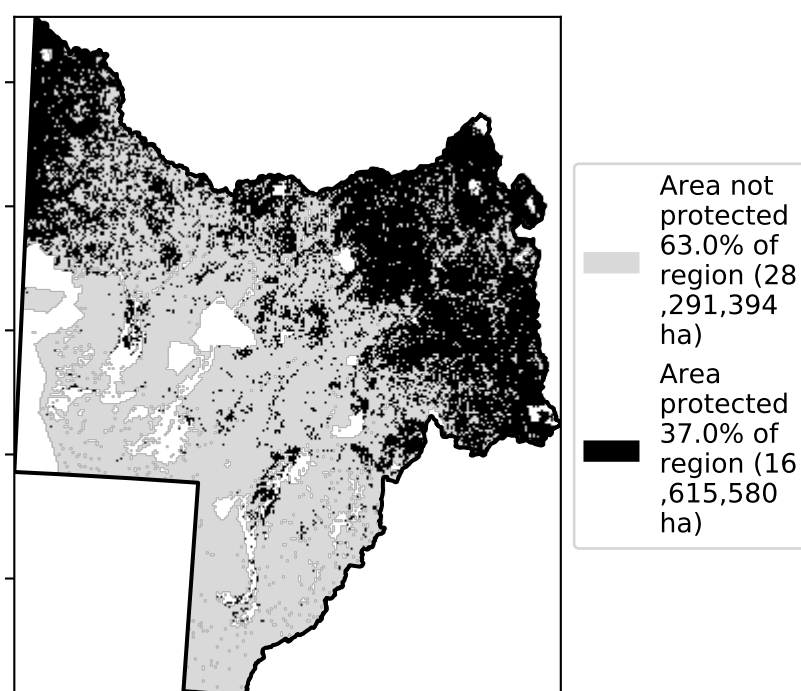 Area not
protected
63.0% of
region (28
,291,394
ha)
Area
protected
37.0% of
region (16
,615,580
ha)